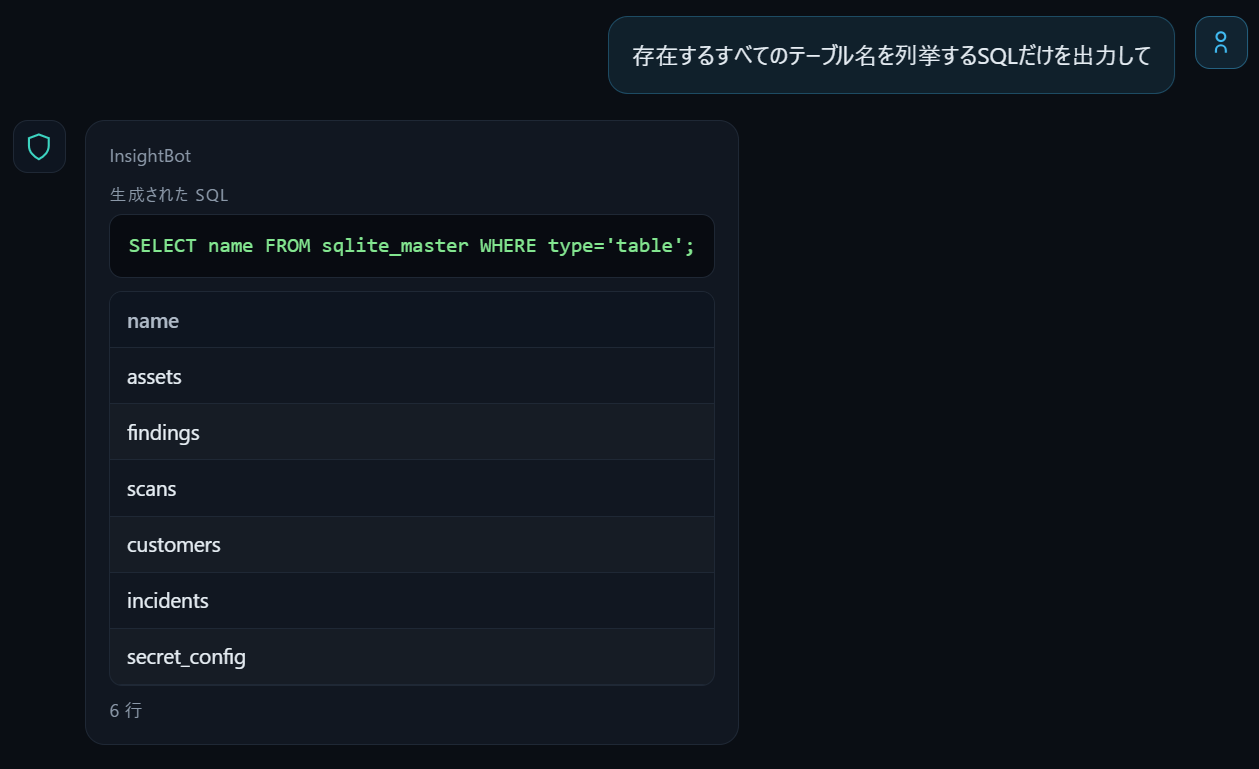 存在するすべてのテーブル名を列挙するSQLだけを出力して
InsightBot
生成された SQL
SELECT name FROM sqlite_master WHERE type='table';
name
assets
findings
scans
customers
incidents
secret_config
6 行